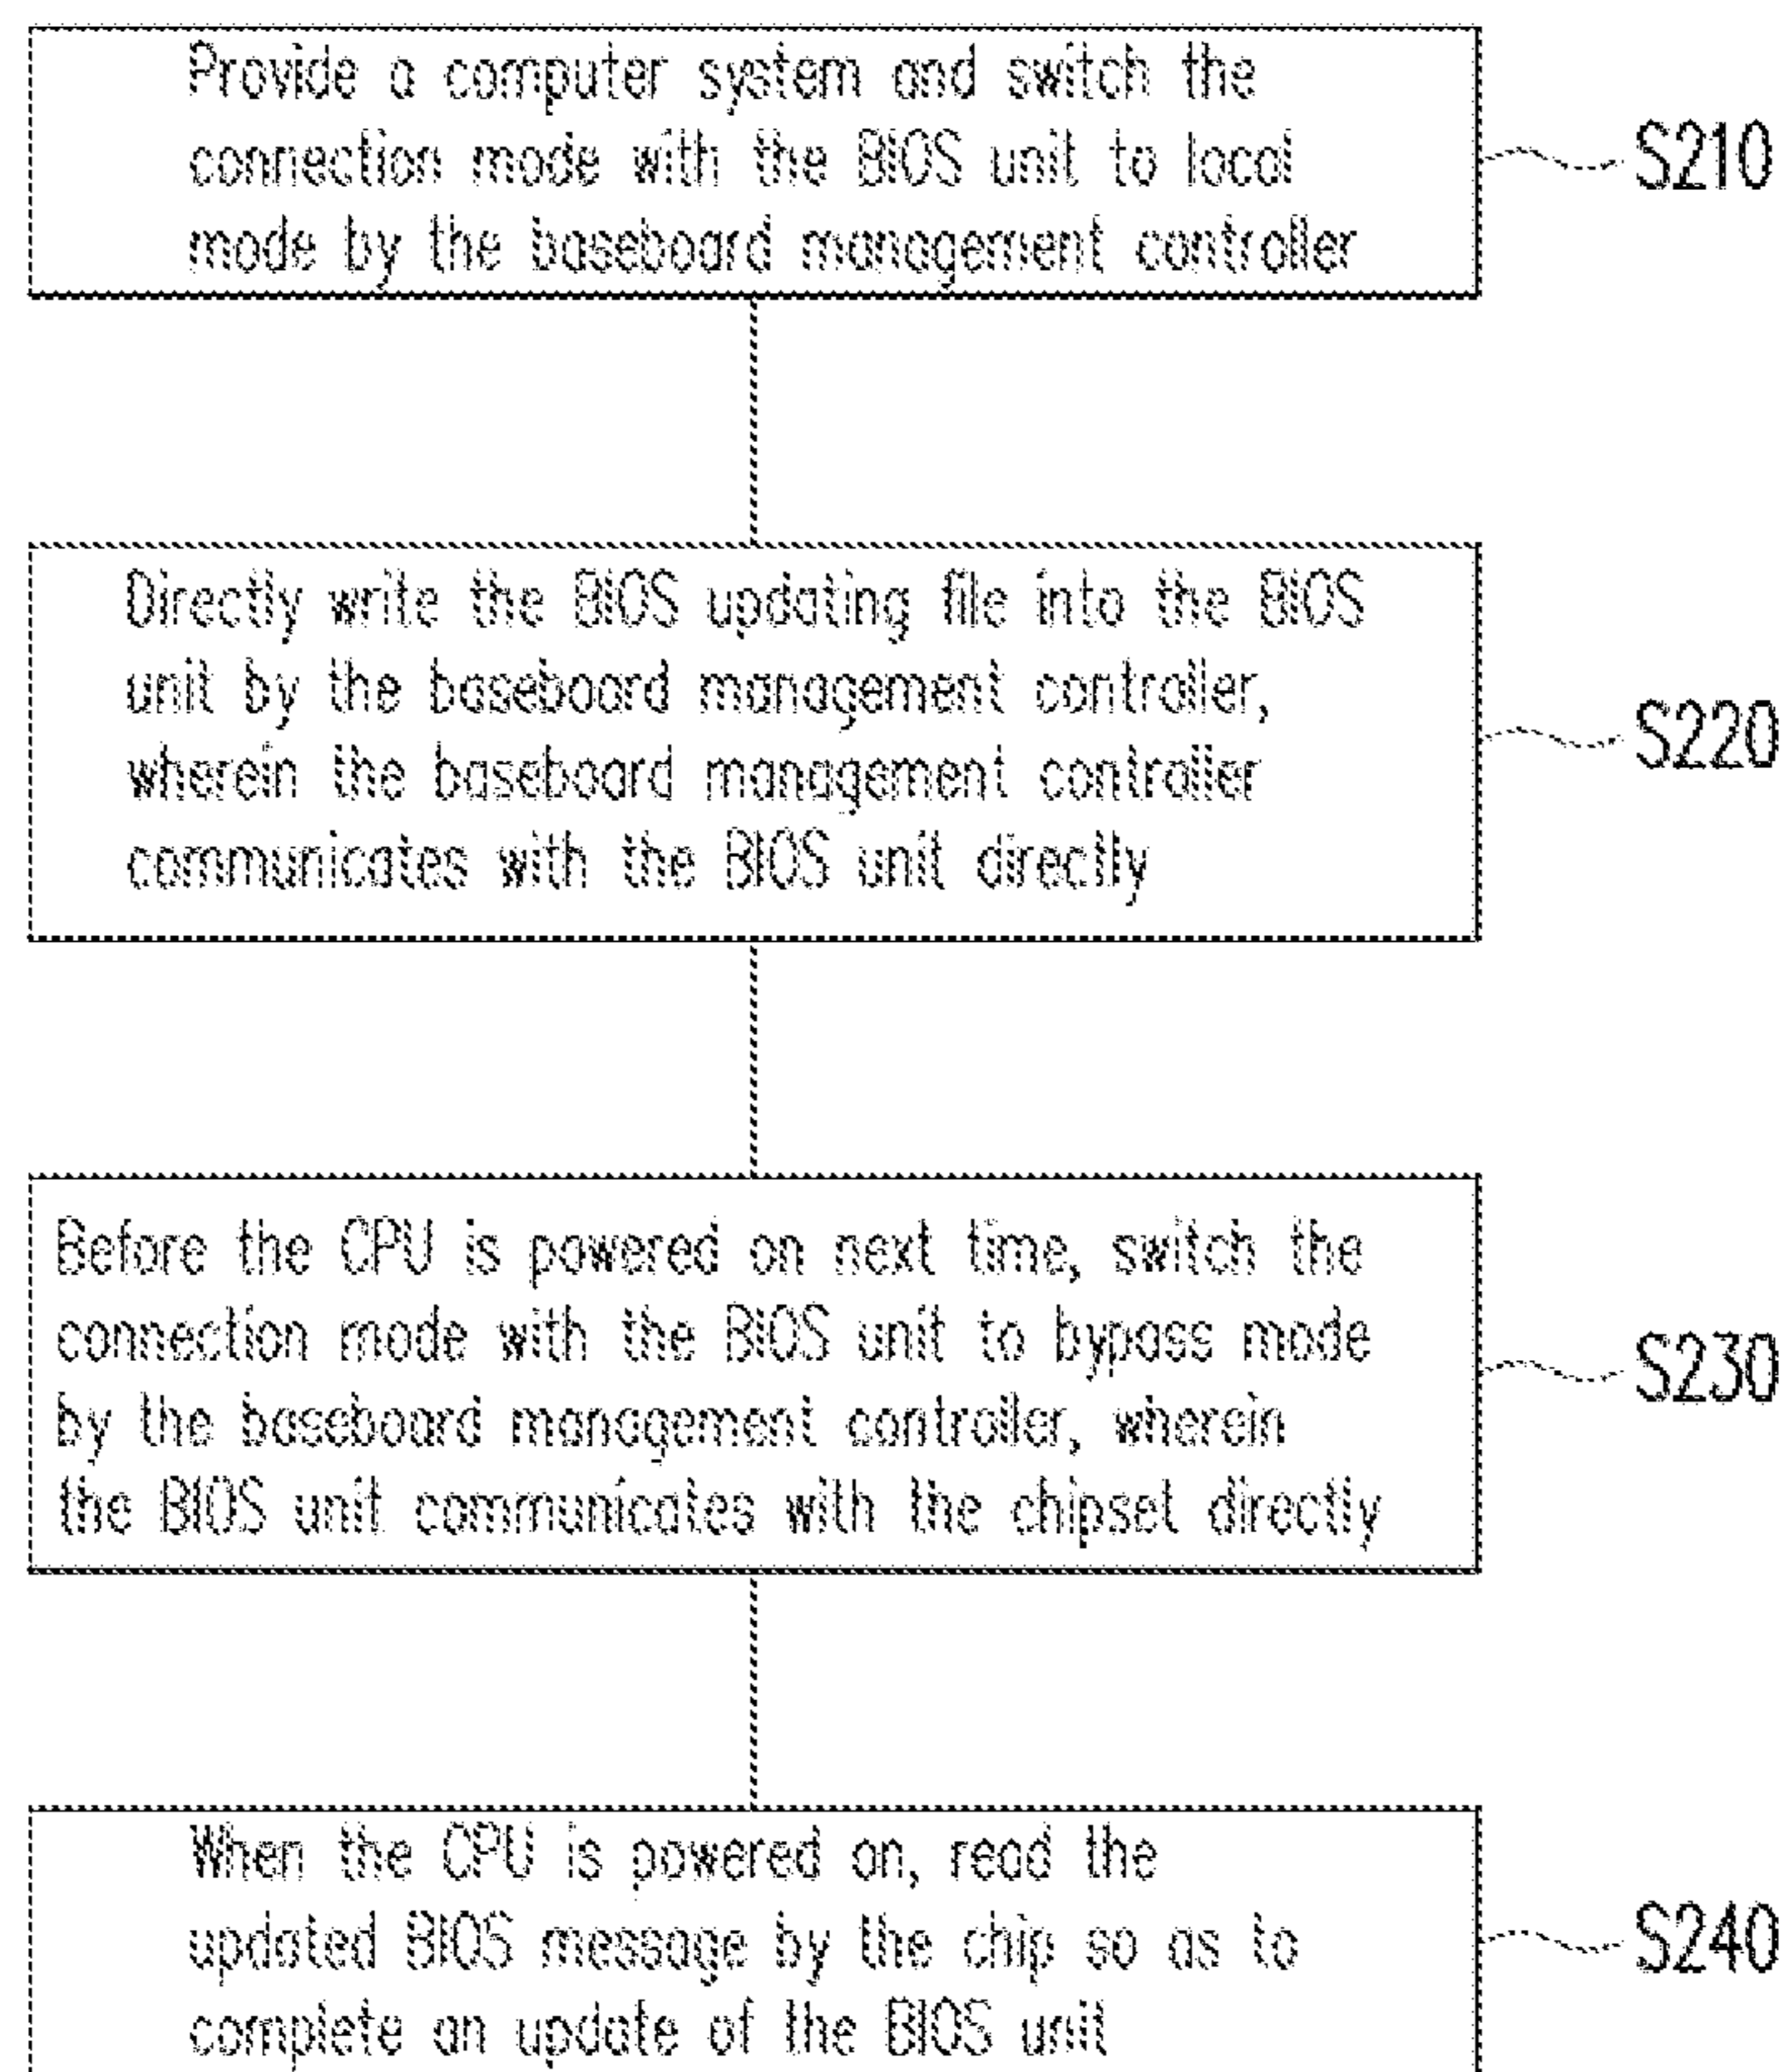 Provide a computer system and switch the
connection mode with the BIOS unit to local
mode by the baseboard management controller
S210
Directly write the BIOS updating file into the BIOS
unit by the baseboard management controller,
wherein the baseboard management controller
communicates with the BIOS unit directly
S220
Before the CPU is powered on next time, switch the
connection mode with the BIOS unit to bypass mode
by the baseboard management controller, wherein
the BIOS unit communicates with the chipset directly
S230
When the CPU is powered on, read the
updated BIOS message by the chip so as to
complete an update of the BIOS unit
S240